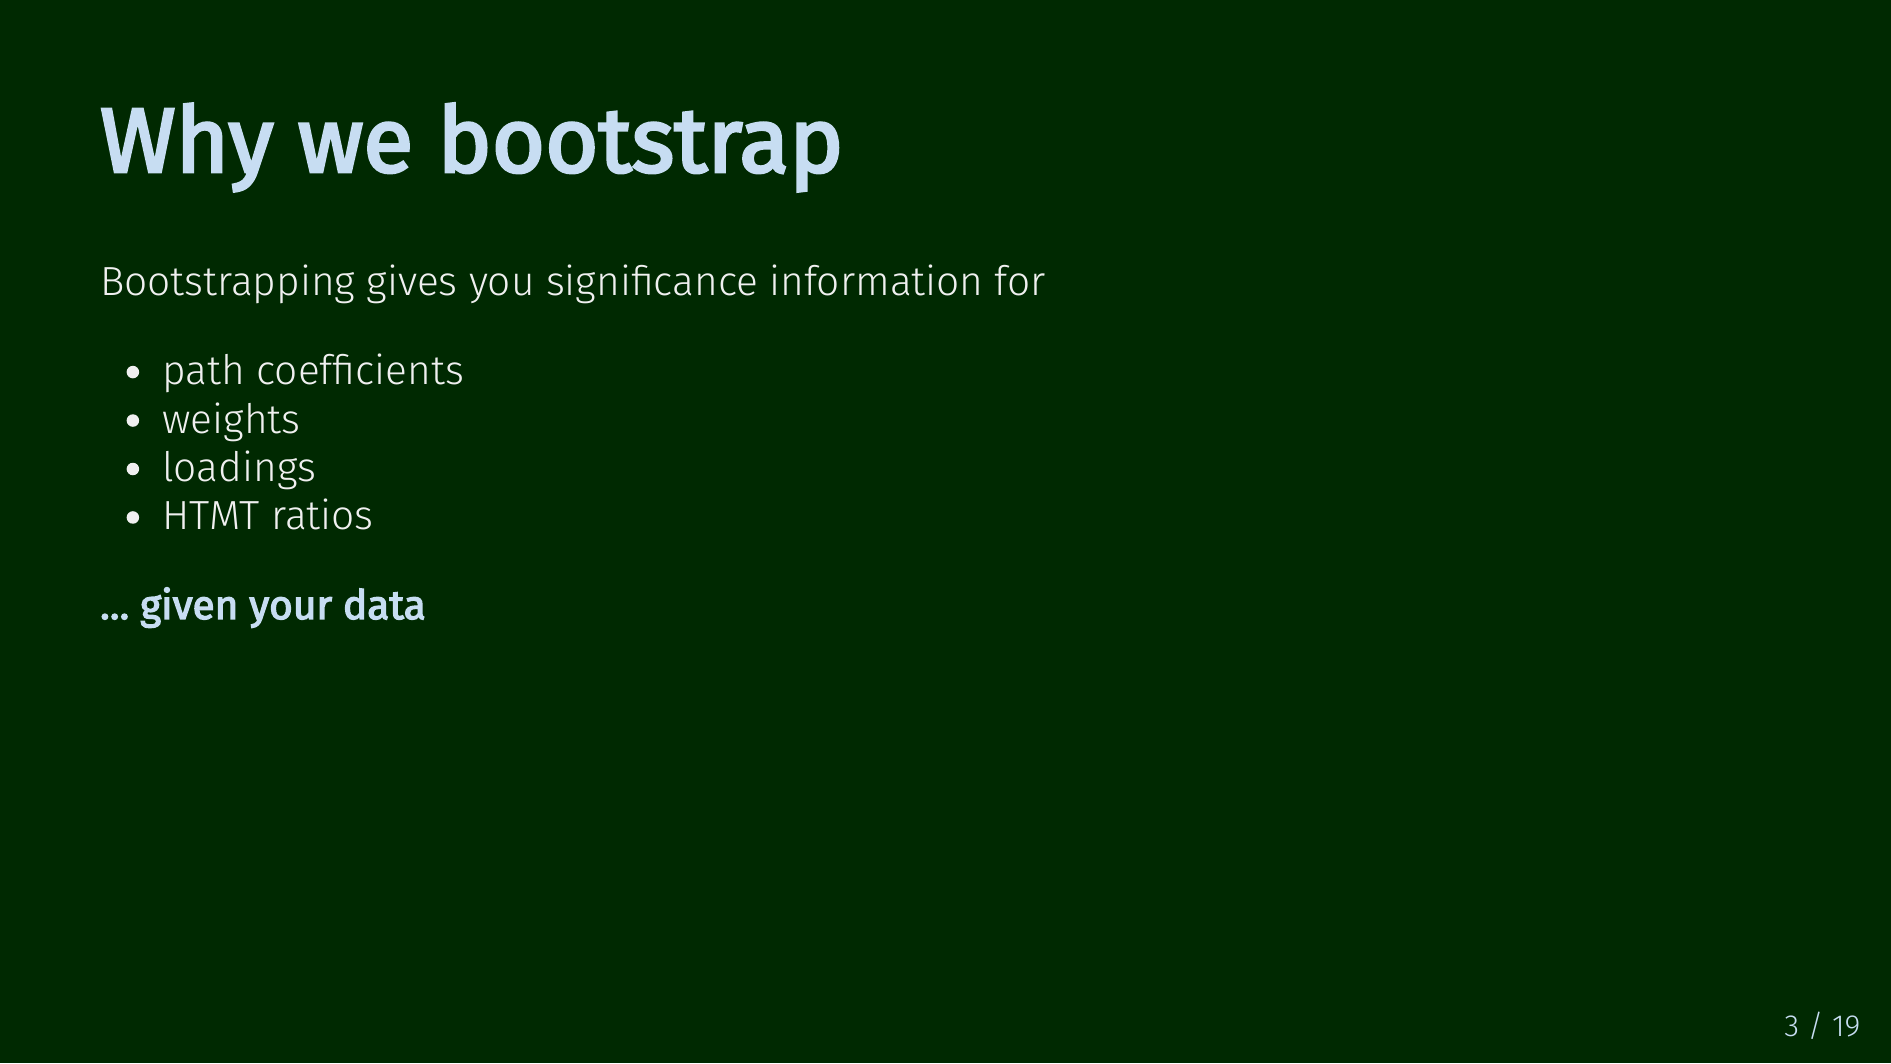 Why we bootstrap
Bootstrapping gives you significance information for
• path coefficients
• weights
• loadings
• HTMT ratios
... given your data
3 / 19